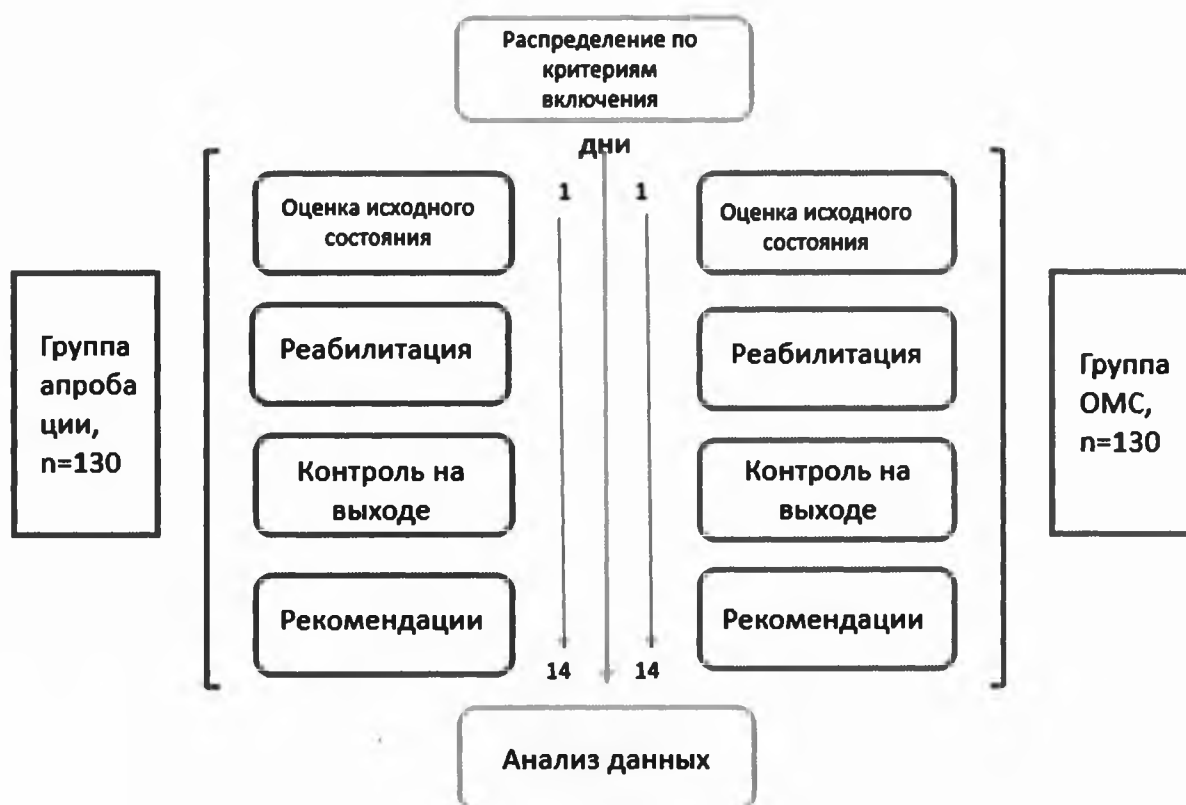 Распределение по
критериям
включения
дни
Группа
апроба
ции,
n=130
Оценка исходного
состояния
Реабилитация
Контроль на
выходе
Рекомендации
1
14
1
14
Оценка исходного
состояния
Реабилитация
Контроль на
выходе
Рекомендации
Группа
ОМС,
n=130
Анализ данных